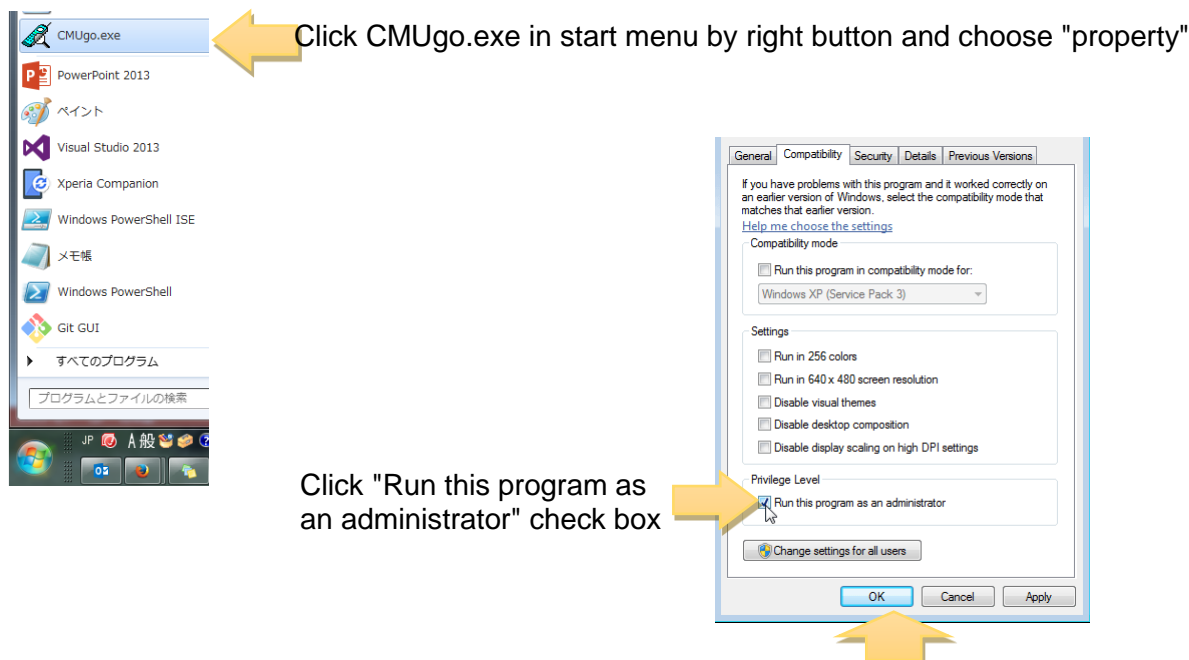 CMUgo.exe
Click CMUgo.exe in start menu by right button and choose "property"
PowerPoint 2013
ペイント
Visual Studio 2013
Xperia Companion
Windows PowerShell ISE
メモ帳
Windows PowerShell
Git GUI
すべてのプログラム
プログラムとファイルの検索
JP A 般
General Compatibility Security Details Previous Versions
If you have problems with this program and it worked correctly on
an earlier version of Windows, select the compatibility mode that
matches that earlier version.
Help me choose the settings
Compatibility mode
Run this program in compatibility mode for:
Windows XP (Service Pack 3)
Settings
Run in 256 colors
Run in 640 x 480 screen resolution
Disable visual themes
Disable desktop composition
Disable display scaling on high DPI settings
Privilege Level
Run this program as an administrator
Click "Run this program as
an administrator" check box
Change settings for all users
OK Cancel Apply